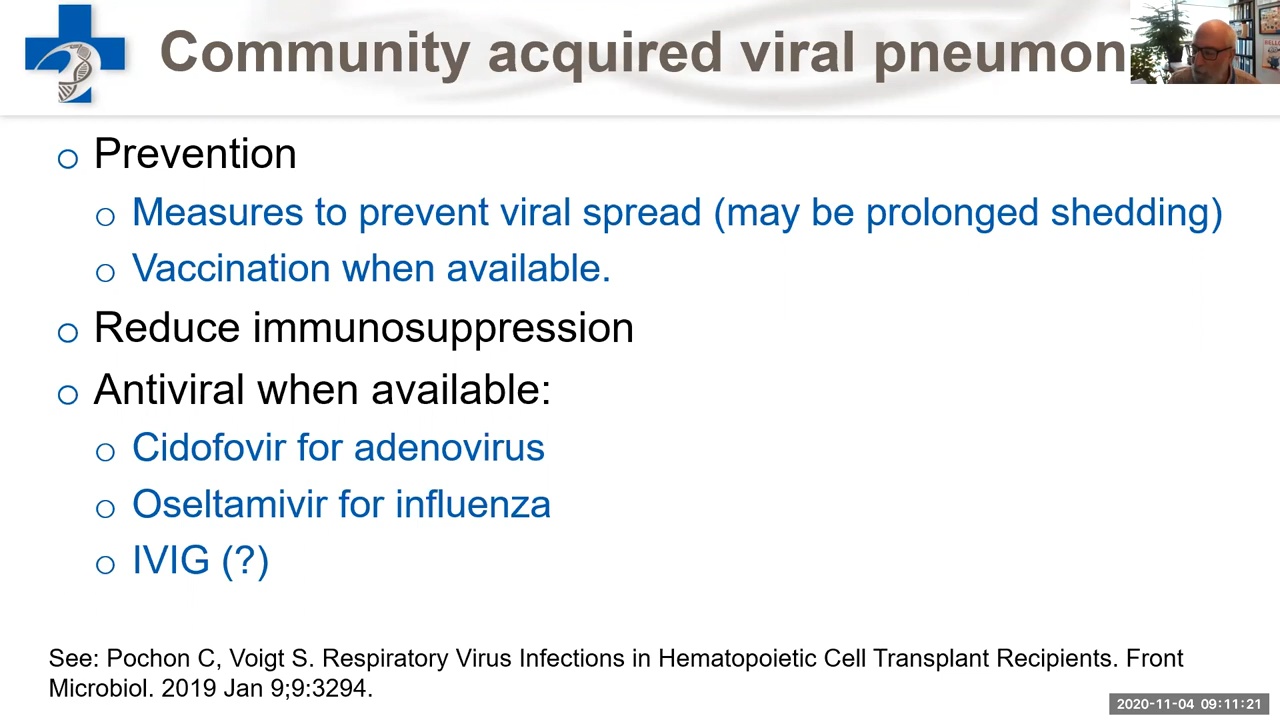 Community acquired viral pneumon
o Prevention
o Measures to prevent viral spread (may be prolonged shedding)
o Vaccination when available.
o Reduce immunosuppression
o Antiviral when available:
o Cidofovir for adenovirus
o Oseltamivir for influenza
o IVIG (?)
See: Pochon C, Voigt S. Respiratory Virus Infections in Hematopoietic Cell Transplant Recipients. Front
Microbiol. 2019 Jan 9;9:3294.
2020-11-04 09:11:21